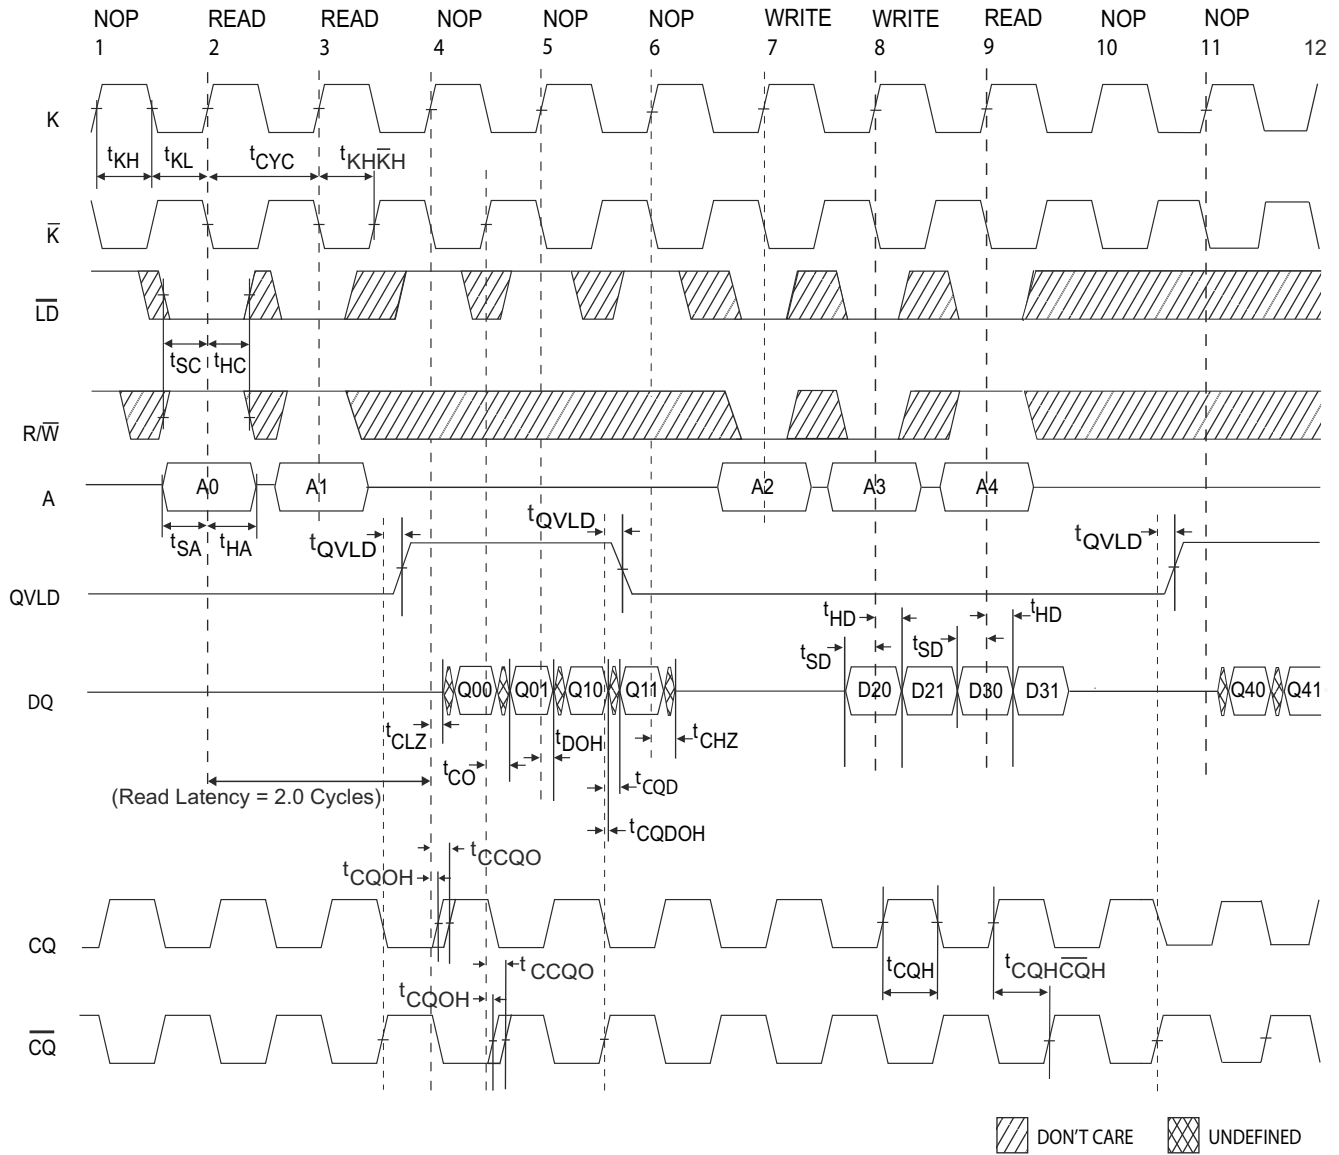 NOP READ READ NOP NOP NOP WRITE WRITE READ NOP NOP
1 2 3 4 5 6 7 8 9 10 11 12
K
tKH tKL tCYC tKHK̅H
K̅
L̅D̅
tSC tHC
R/W̅
A A0 A1 A2 A3 A4
tSA tHA tQVLD tQVLD tQVLD
QVLD
tHD tHD
tSD tSD
DQ Q00 Q01 Q10 Q11 D20 D21 D30 D31 Q40 Q41
tCLZ tDOH tCHZ
tCO tCQD
(Read Latency = 2.0 Cycles)
tCQDOH
tCCQO
tCQOH
CQ
tCQH tCQHC̅Q̅H
tCCQO
tCQOH
C̅Q̅
DON'T CARE UNDEFINED